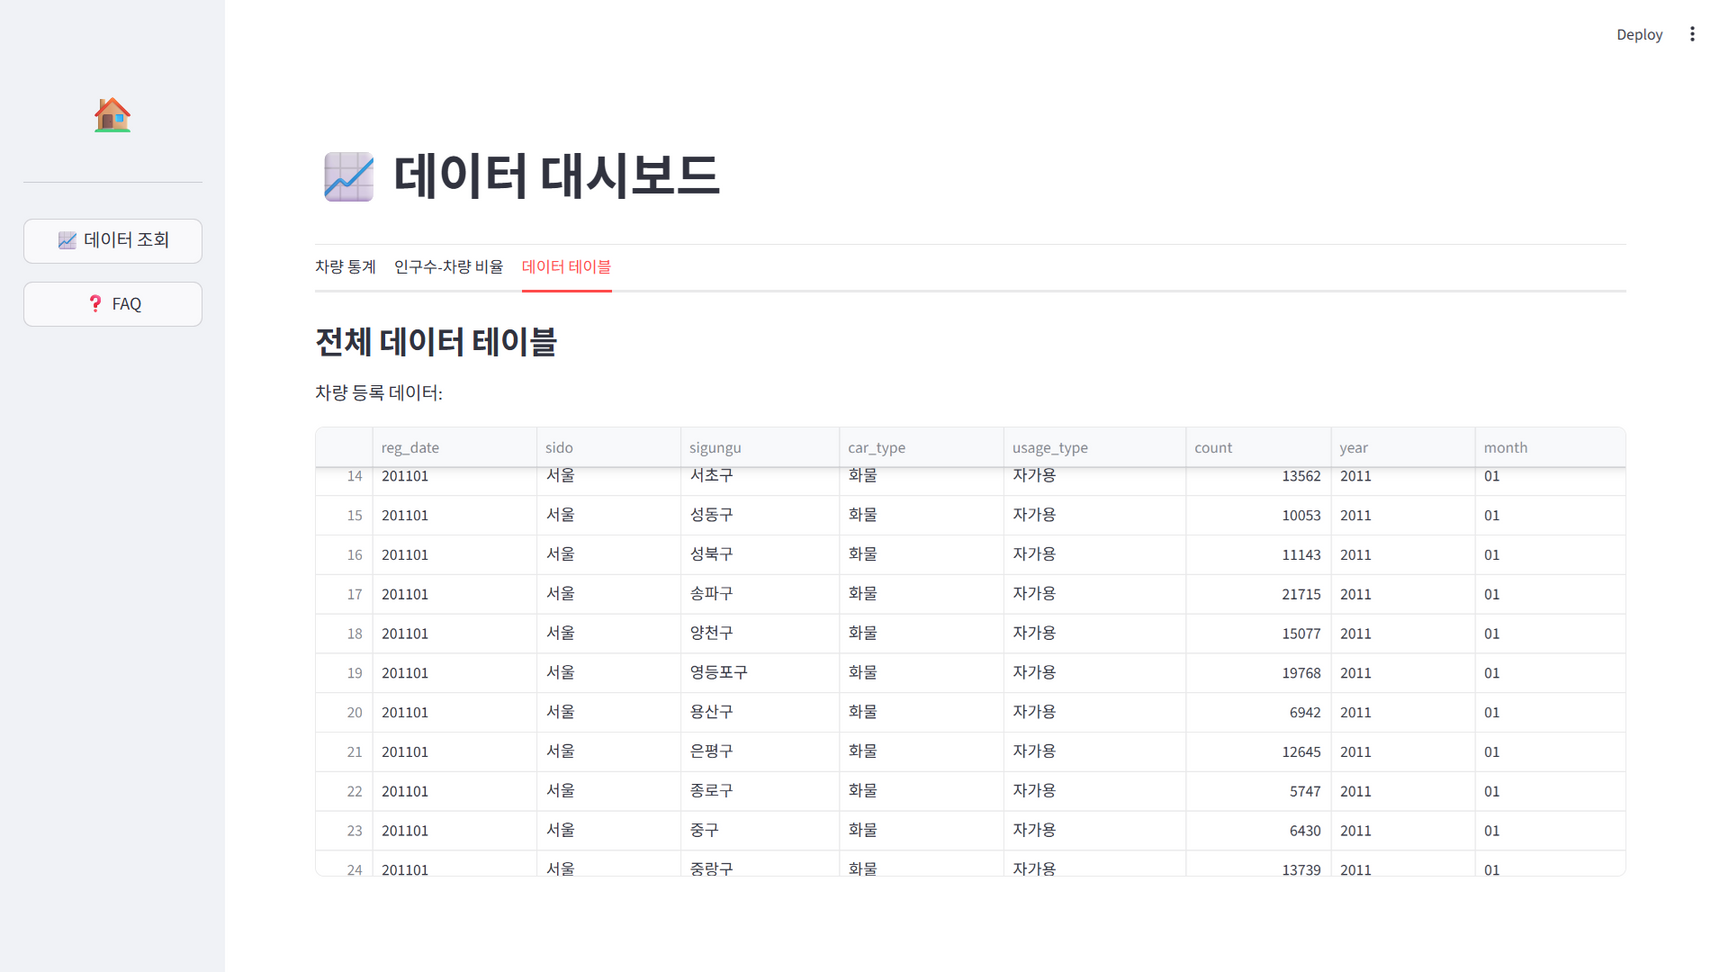 Deploy
데이터 조회
FAQ
데이터 대시보드
차량 통계 인구수-차량 비율 데이터 테이블
전체 데이터 테이블
차량 등록 데이터:
reg_date sido sigungu car_type usage_type count year month
14 201101 서울 서초구 화물 자가용 13562 2011 01
15 201101 서울 성동구 화물 자가용 10053 2011 01
16 201101 서울 성북구 화물 자가용 11143 2011 01
17 201101 서울 송파구 화물 자가용 21715 2011 01
18 201101 서울 양천구 화물 자가용 15077 2011 01
19 201101 서울 영등포구 화물 자가용 19768 2011 01
20 201101 서울 용산구 화물 자가용 6942 2011 01
21 201101 서울 은평구 화물 자가용 12645 2011 01
22 201101 서울 종로구 화물 자가용 5747 2011 01
23 201101 서울 중구 화물 자가용 6430 2011 01
24 201101 서울 중랑구 화물 자가용 13739 2011 01